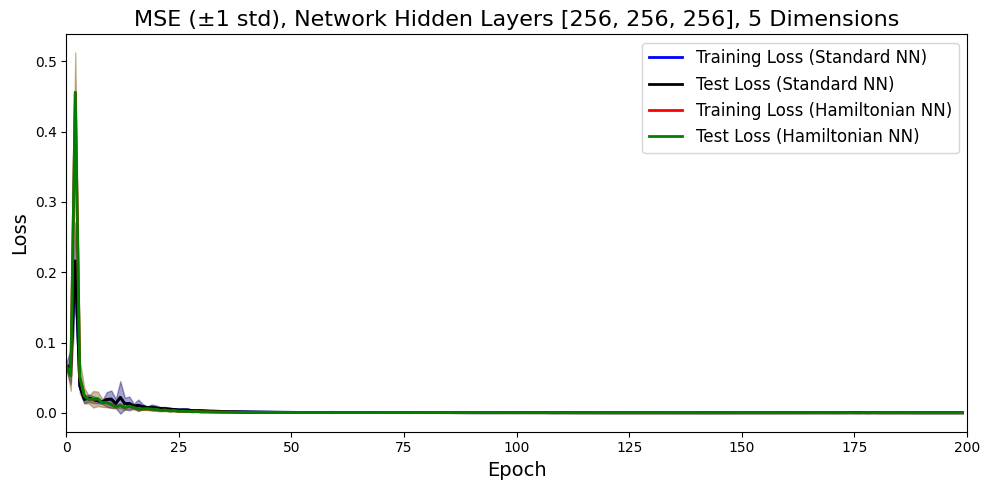 MSE (±1 std), Network Hidden Layers [256, 256, 256], 5 Dimensions
Training Loss (Standard NN)
Test Loss (Standard NN)
Training Loss (Hamiltonian NN)
Test Loss (Hamiltonian NN)
Loss
0.5
0.4
0.3
0.2
0.1
0.0
0 25 50 75 100 125 150 175 200
Epoch